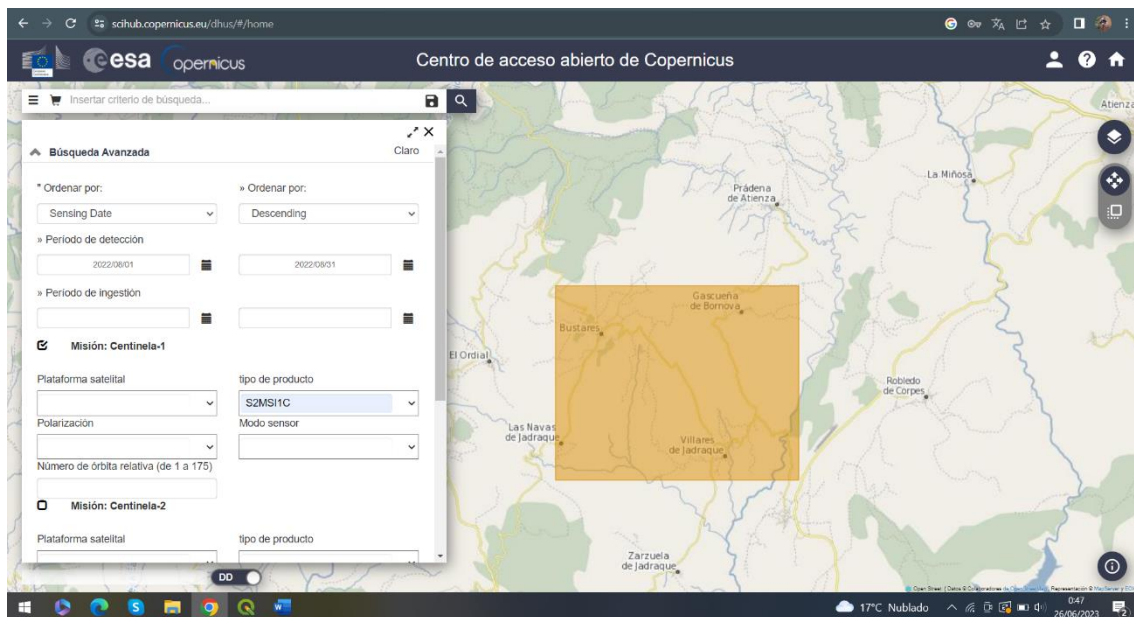 scihub.copernicus.eu/dhus/#/home
esa opernicus
Centro de acceso abierto de Copernicus
Insertar criterio de búsqueda...
Búsqueda Avanzada
Claro
* Ordenar por:
» Ordenar por:
Sensing Date
Descending
» Período de detección
2022/08/01
2022/08/31
» Período de ingestión
Misión: Centinela-1
Plataforma satelital
tipo de producto
S2MSI1C
Polarización
Modo sensor
Número de órbita relativa (de 1 a 175)
Misión: Centinela-2
Plataforma satelital
tipo de producto
DD
Atienza
La Miñosa
Prádena
de Atienza
Gascueña
de Bornova
Bustares
El Ordial
Robledo
de Corpes
Las Navas
de Jadraque
Villares
de Jadraque
Zarzuela
de Jadraque
17°C Nublado
0:47
26/06/2023